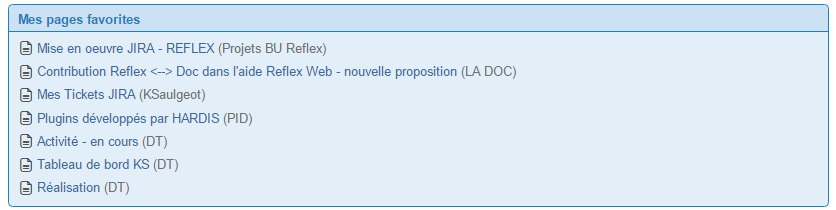 Mes pages favorites
Mise en oeuvre JIRA - REFLEX (Projets BU Reflex)
Contribution Reflex <--> Doc dans l'aide Reflex Web - nouvelle proposition (LA DOC)
Mes Tickets JIRA (KSaulgeot)
Plugins développés par HARDIS (PID)
Activité - en cours (DT)
Tableau de bord KS (DT)
Réalisation (DT)